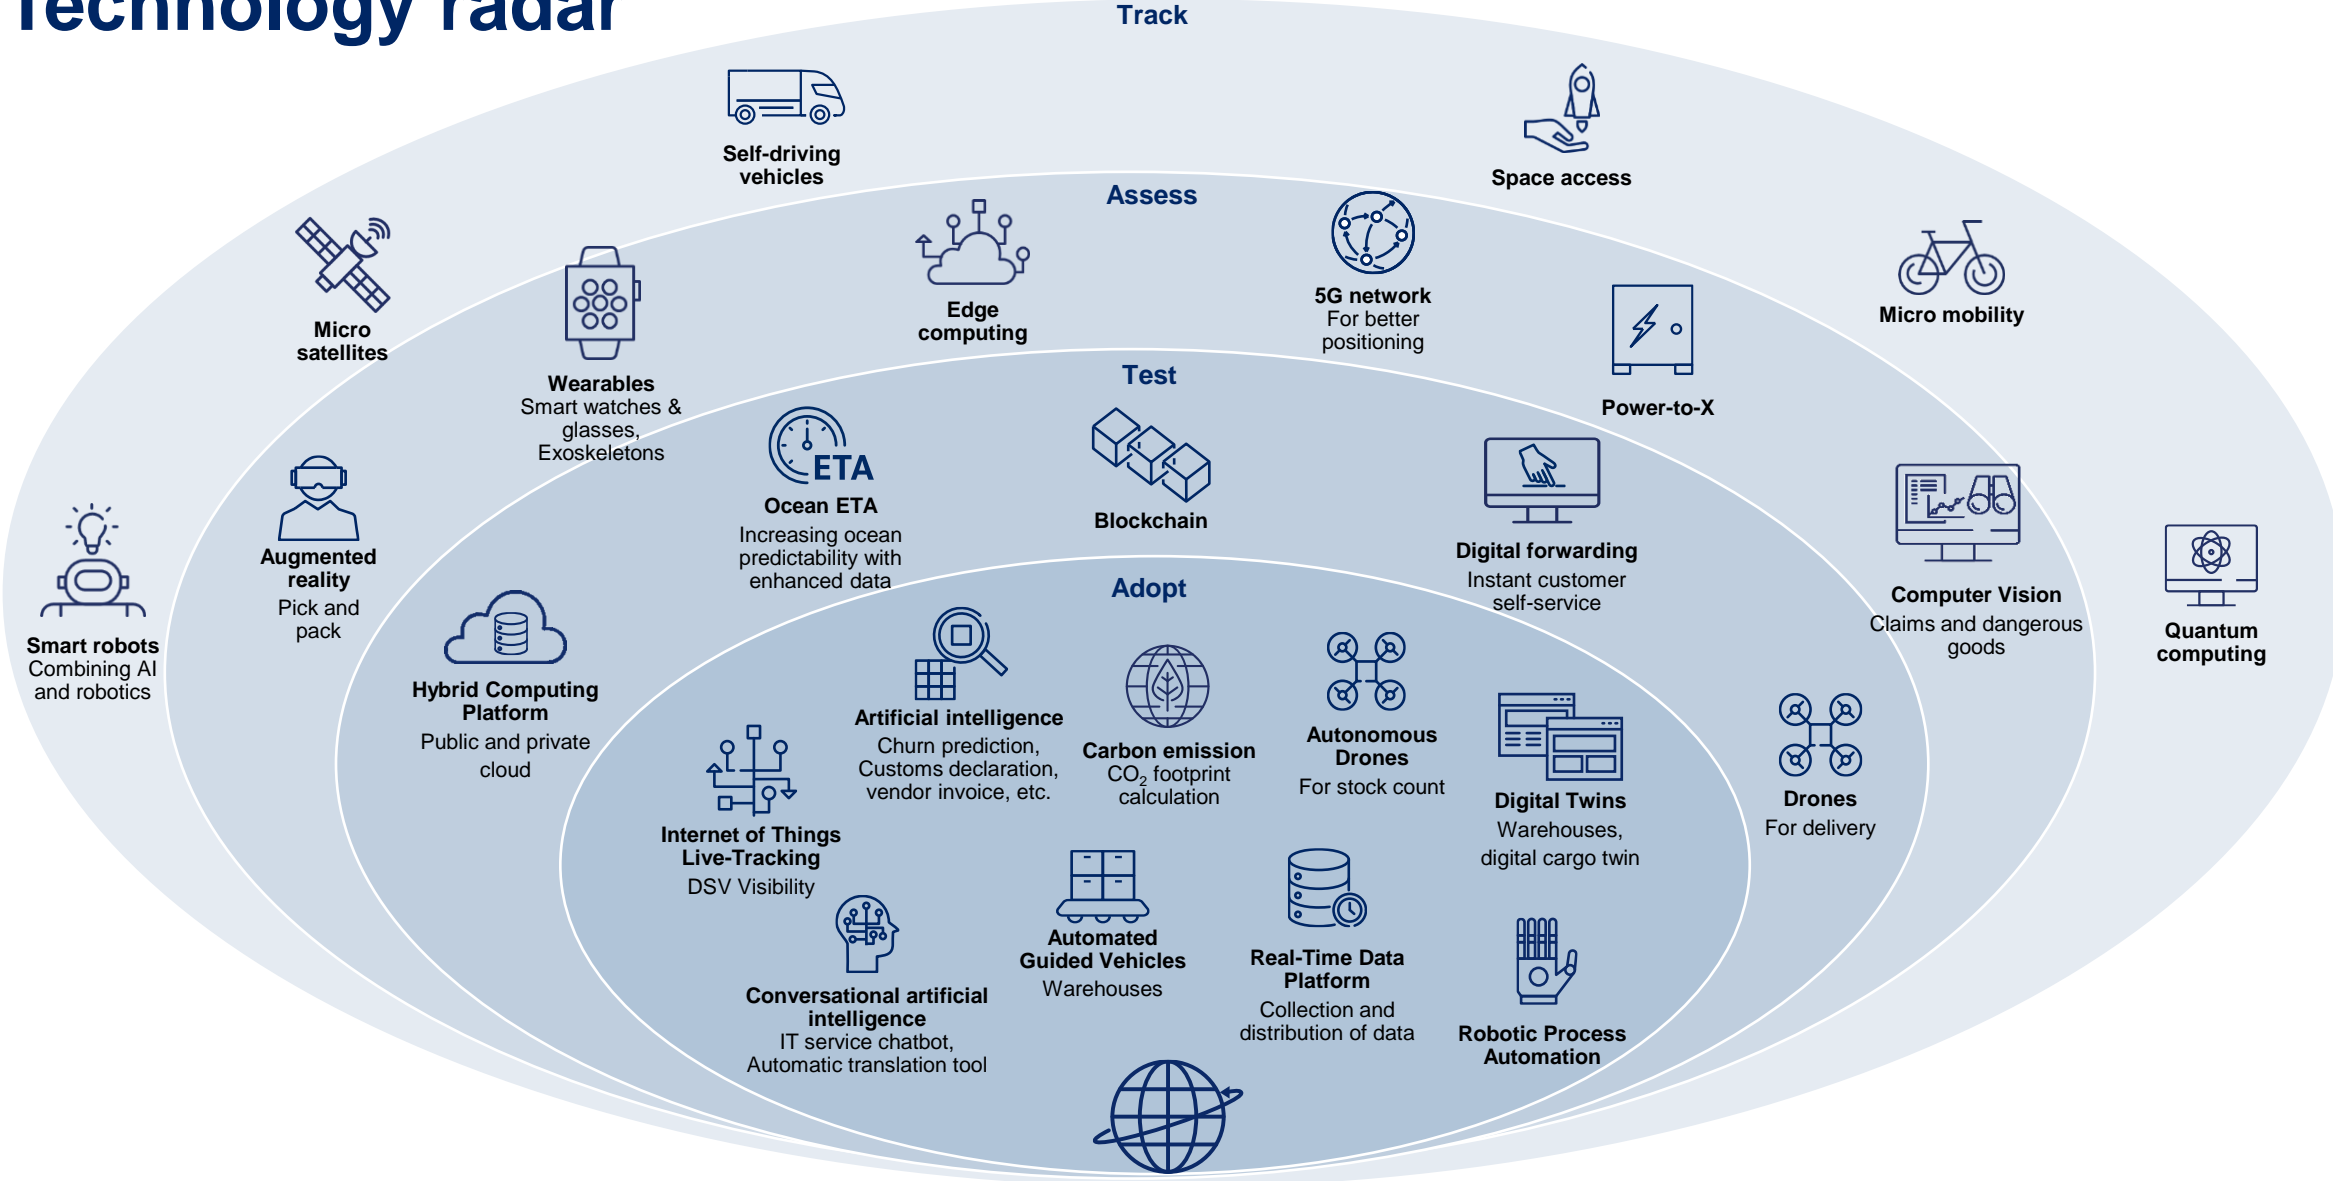 Technology radar
Track
Self-driving
vehicles
Space access
Micro
satellites
Micro mobility
Smart robots
Combining AI
and robotics
Quantum
computing
Assess
Edge
computing
5G network
For better
positioning
Wearables
Smart watches &
glasses,
Exoskeletons
Power-to-X
Augmented
reality
Pick and
pack
Computer Vision
Claims and dangerous
goods
Test
ETA
Ocean ETA
Increasing ocean
predictability with
enhanced data
Blockchain
Digital forwarding
Instant customer
self-service
Hybrid Computing
Platform
Public and private
cloud
Drones
For delivery
Adopt
Artificial intelligence
Churn prediction,
Customs declaration,
vendor invoice, etc.
Carbon emission
CO2 footprint
calculation
Autonomous
Drones
For stock count
Digital Twins
Warehouses,
digital cargo twin
Internet of Things
Live-Tracking
DSV Visibility
Conversational artificial
intelligence
IT service chatbot,
Automatic translation tool
Automated
Guided Vehicles
Warehouses
Real-Time Data
Platform
Collection and
distribution of data
Robotic Process
Automation